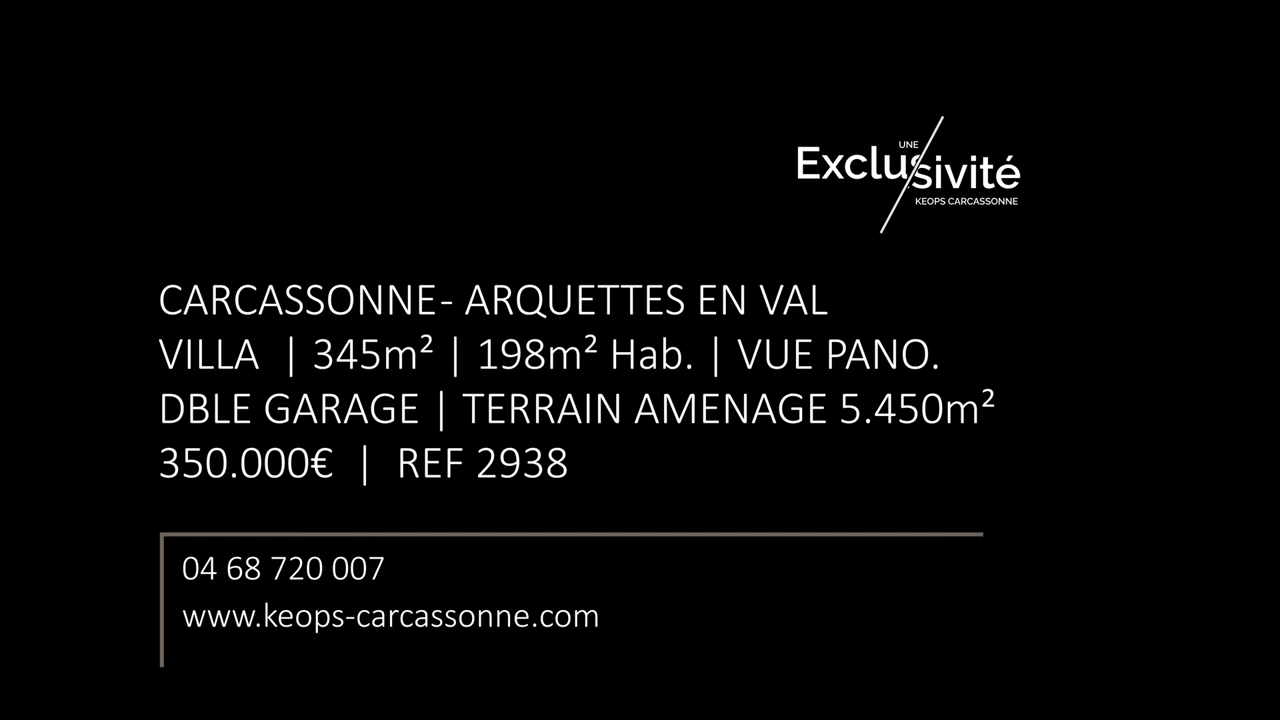 UNE
Exclusivité
KEOPS CARCASSONNE
CARCASSONNE- ARQUETTES EN VAL
VILLA | 345m² | 198m² Hab. | VUE PANO.
DBLE GARAGE | TERRAIN AMENAGE 5.450m²
350.000€ | REF 2938
04 68 720 007
www.keops-carcassonne.com